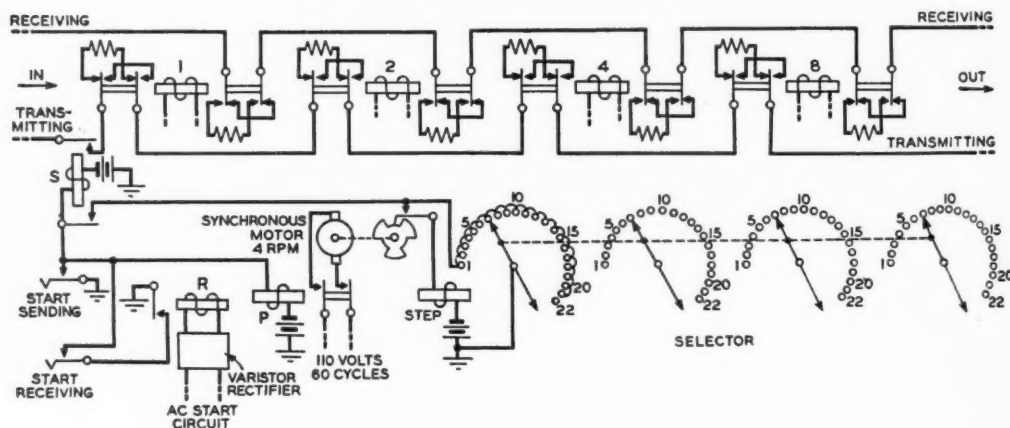 RECEIVING
RECEIVING
1
2
4
8
IN
OUT
TRANS-
MITTING
TRANSMITTING
S
SYNCHRONOUS
MOTOR
4 RPM
1
5
10
15
20
22
1
5
10
15
20
22
1
5
10
15
20
22
1
5
10
15
20
22
START
SENDING
R
P
STEP
SELECTOR
START
RECEIVING
VARISTOR
RECTIFIER
110 VOLTS
60 CYCLES
AC START
CIRCUIT